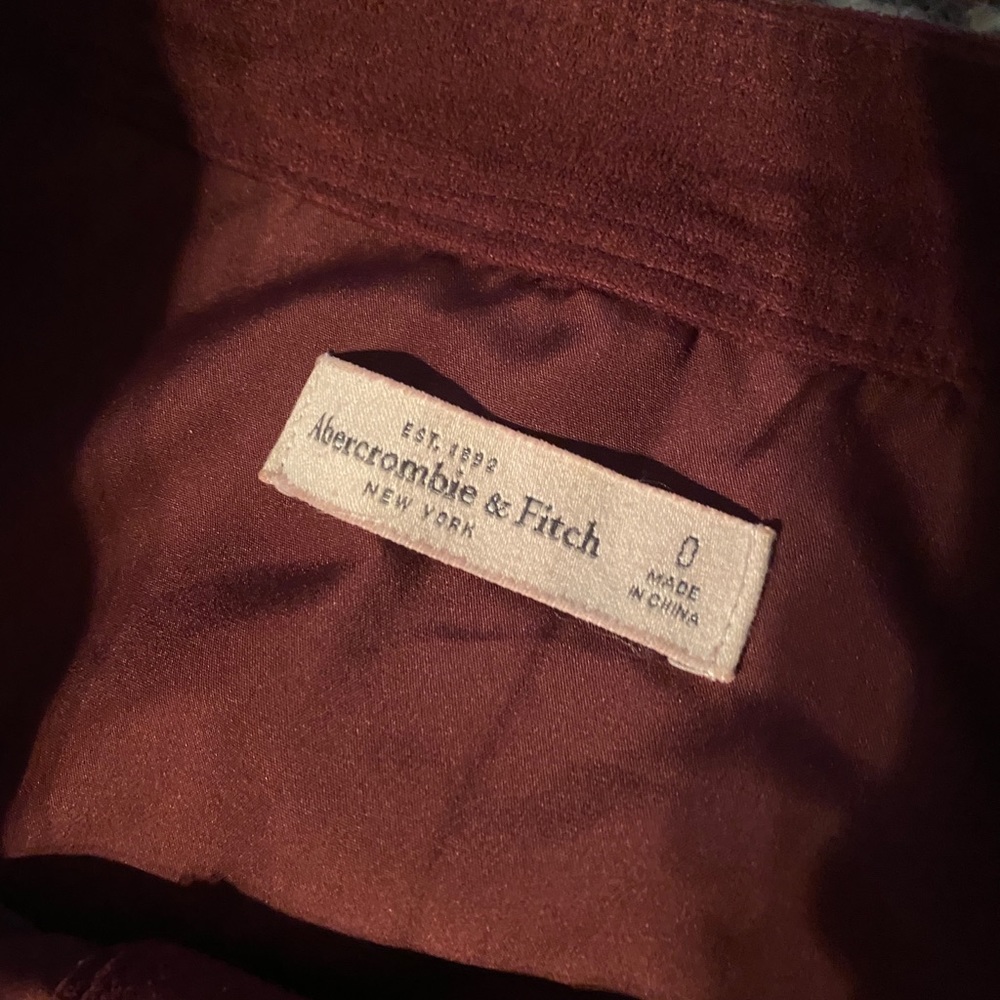 EST. 1892
Abercrombie & Fitch
NEW YORK
0
MADE
IN CHINA